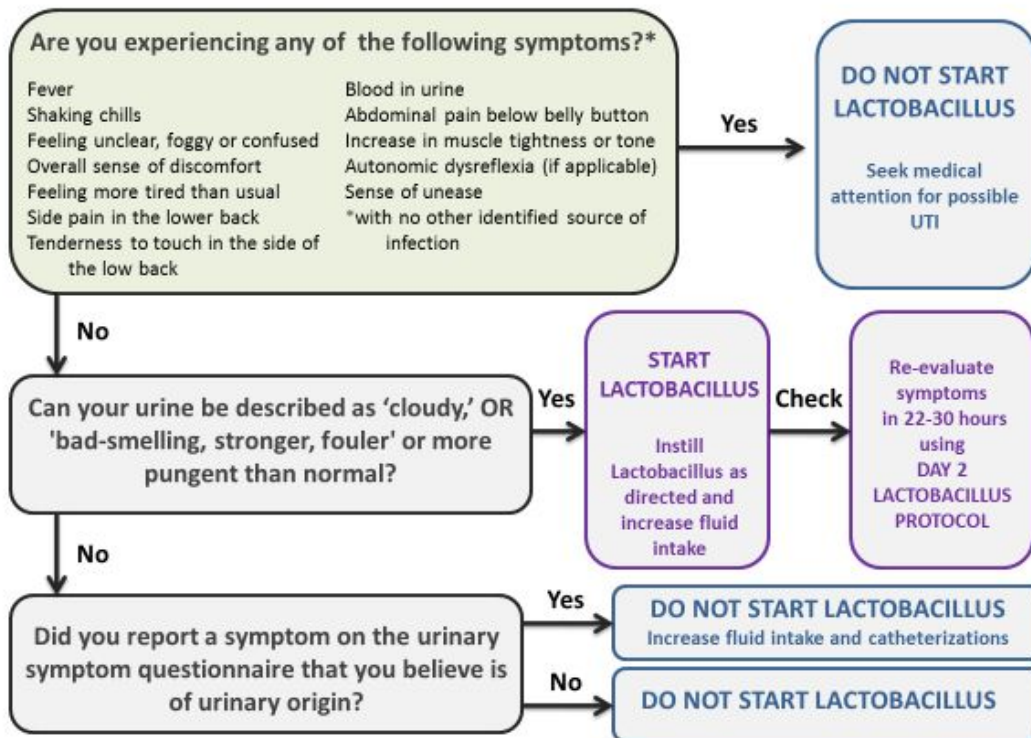 Are you experiencing any of the following symptoms?*
Fever
Shaking chills
Feeling unclear, foggy or confused
Overall sense of discomfort
Feeling more tired than usual
Side pain in the lower back
Tenderness to touch in the side of
the low back
Blood in urine
Abdominal pain below belly button
Increase in muscle tightness or tone
Autonomic dysreflexia (if applicable)
Sense of unease
*with no other identified source of
infection
Yes
DO NOT START
LACTOBACILLUS
Seek medical
attention for possible
UTI
No
Can your urine be described as ‘cloudy,’ OR
'bad-smelling, stronger, fouler' or more
pungent than normal?
Yes
START
LACTOBACILLUS
Instill
Lactobacillus as
directed and
increase fluid
intake
Check
Re-evaluate
symptoms
in 22-30 hours
using
DAY 2
LACTOBACILLUS
PROTOCOL
No
Did you report a symptom on the urinary
symptom questionnaire that you believe is
of urinary origin?
Yes
DO NOT START LACTOBACILLUS
Increase fluid intake and catheterizations
No
DO NOT START LACTOBACILLUS